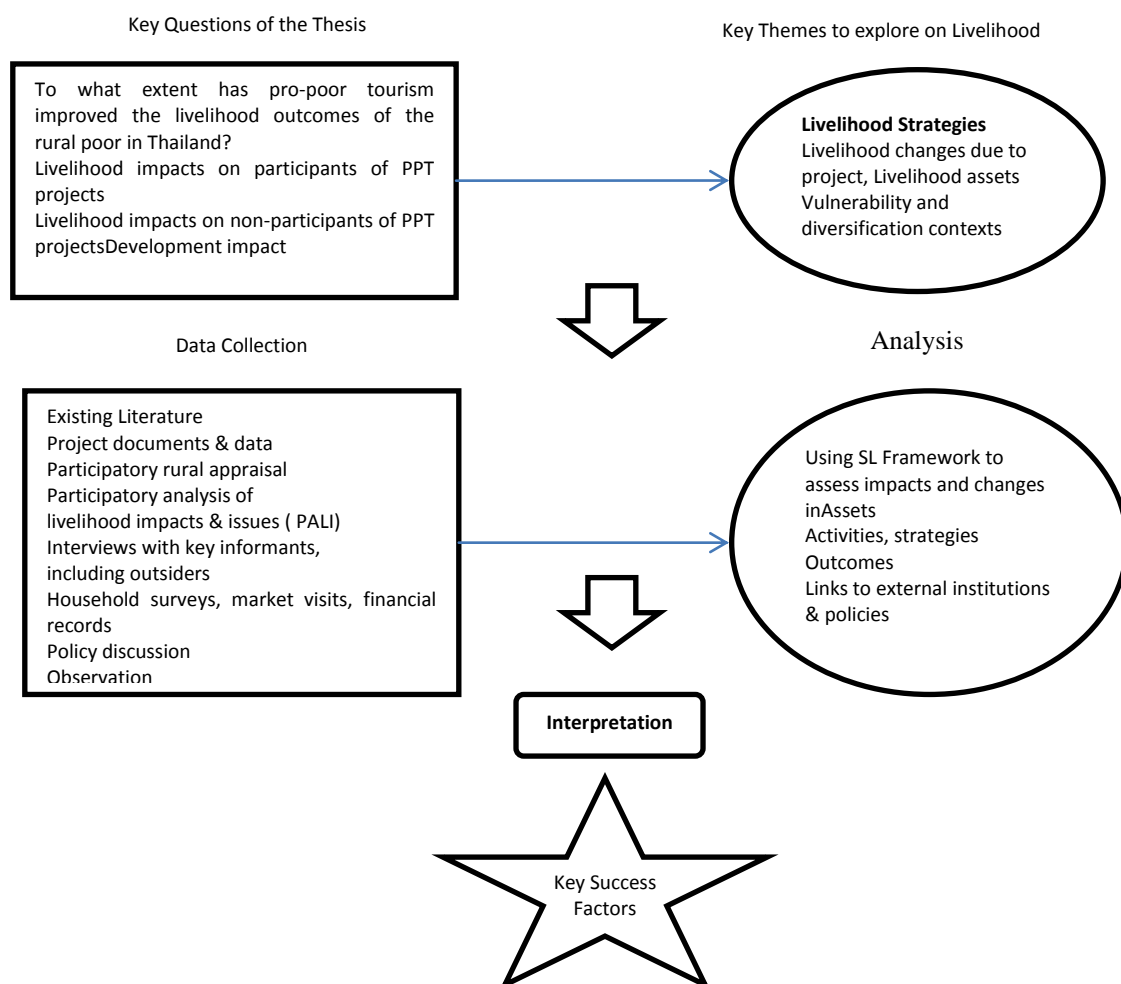 Key Questions of the Thesis
Key Themes to explore on Livelihood
To what extent has pro-poor tourism
improved the livelihood outcomes of the
rural poor in Thailand?
Livelihood impacts on participants of PPT
projects
Livelihood impacts on non-participants of PPT
projectsDevelopment impact
Livelihood Strategies
Livelihood changes due to
project, Livelihood assets
Vulnerability and
diversification contexts
Data Collection
Analysis
Existing Literature
Project documents & data
Participatory rural appraisal
Participatory analysis of
livelihood impacts & issues ( PALI)
Interviews with key informants,
including outsiders
Household surveys, market visits, financial
records
Policy discussion
Observation
Using SL Framework to
assess impacts and changes
inAssets
Activities, strategies
Outcomes
Links to external institutions
& policies
Interpretation
Key Success
Factors